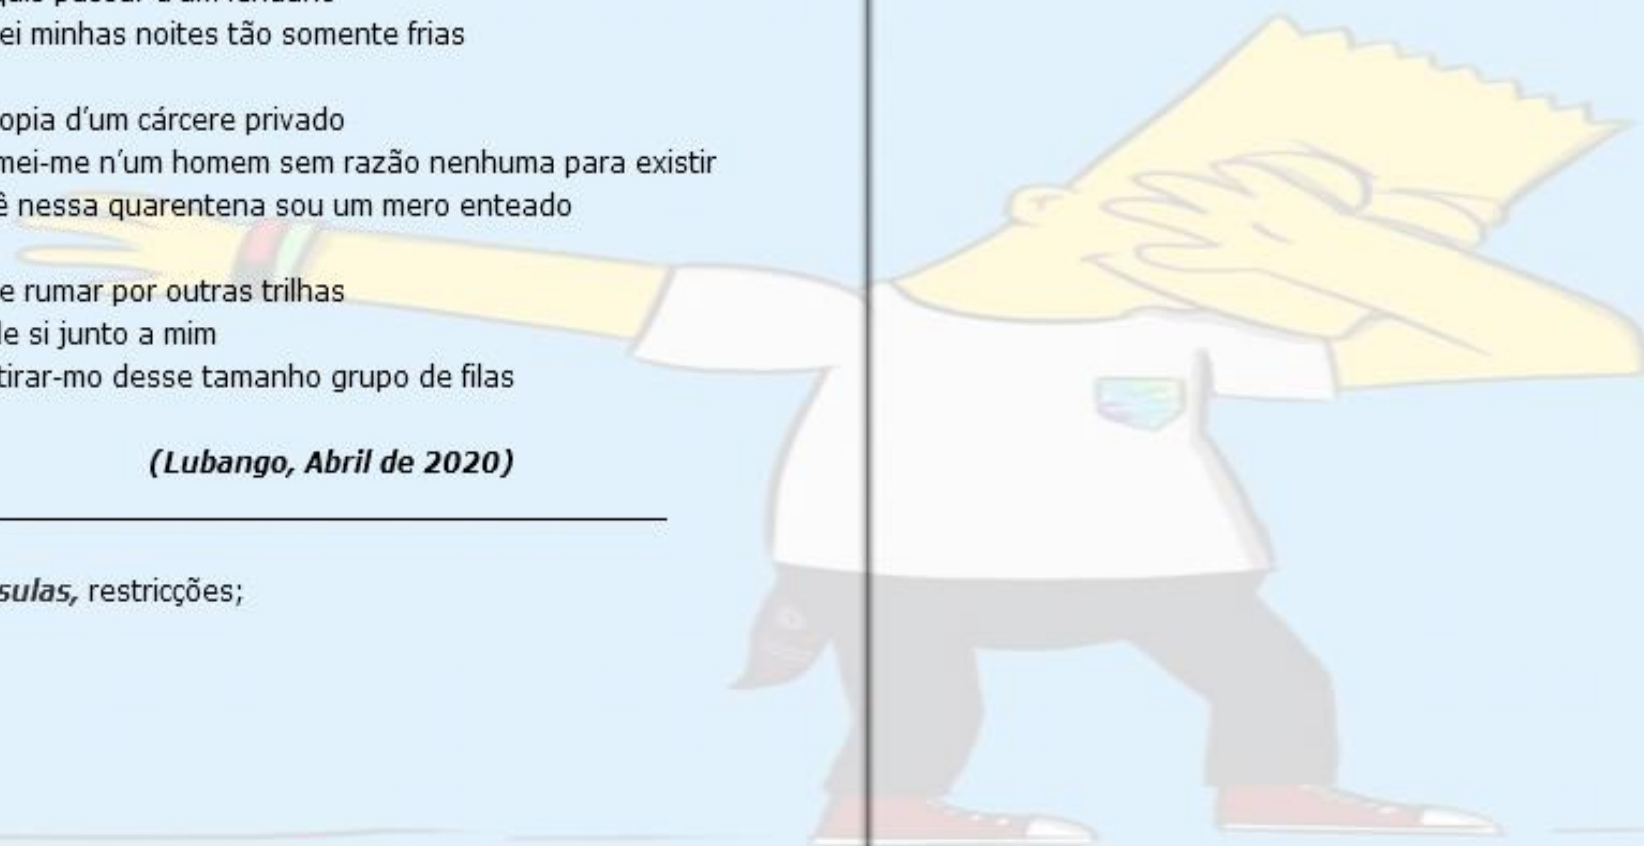 ei minhas noites tão somente frias
opia d'um cárcere privado
mei-me n'um homem sem razão nenhuma para existir
ê nessa quarentena sou um mero enteado
e rumar por outras trilhas
de si junto a mim
tirar-mo desse tamanho grupo de filas
(Lubango, Abril de 2020)
sulas, restricções;